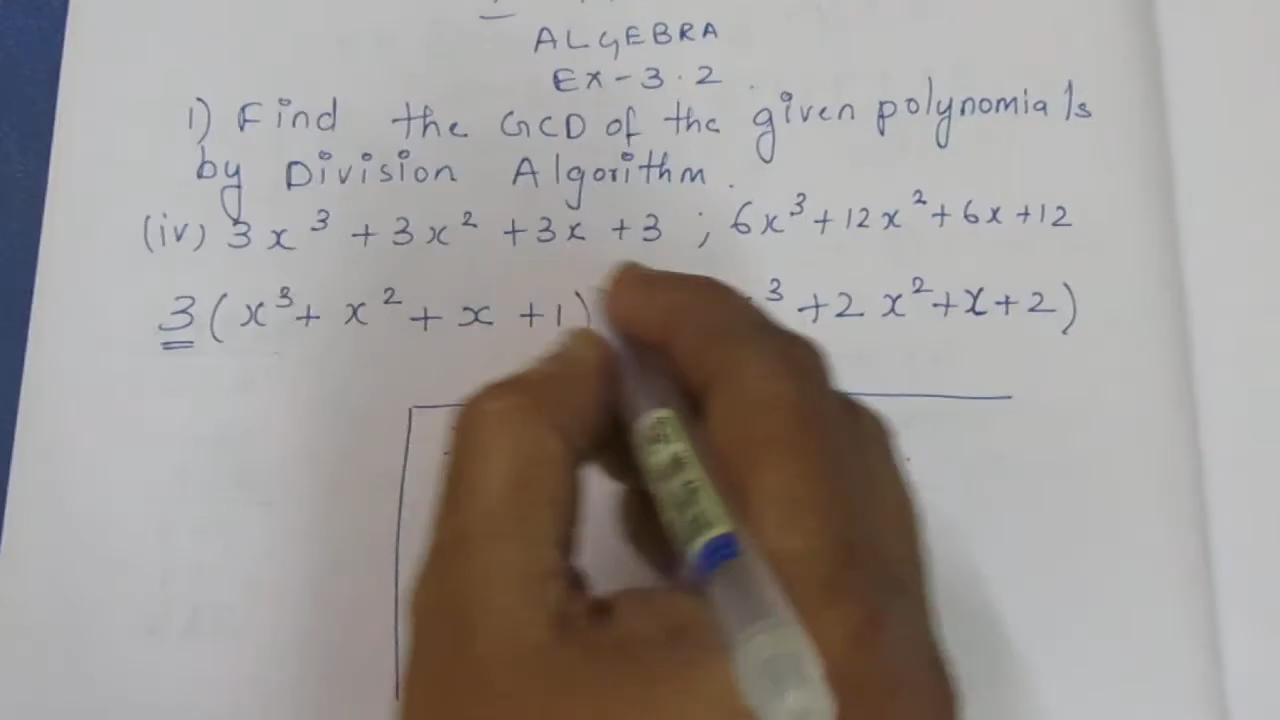 ALGEBRA
Ex-3.2
1) Find the GCD of the given polynomials
by Division Algorithm.
(iv) 3x³ + 3x² + 3x + 3 ; 6x³ + 12x² + 6x + 12
3(x³ + x² + x + 1) ³ + 2x² + x + 2)